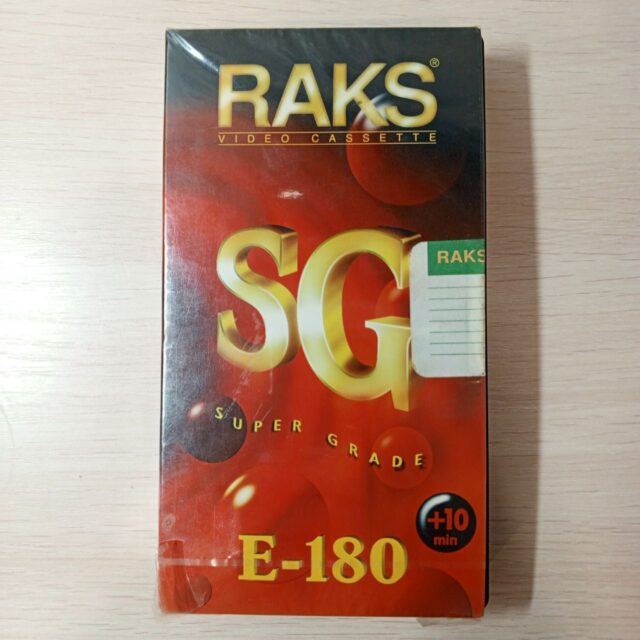 RAKS®
VIDEO CASSETTE
SG
RAKS
SUPER GRADE
+10
min
E-180